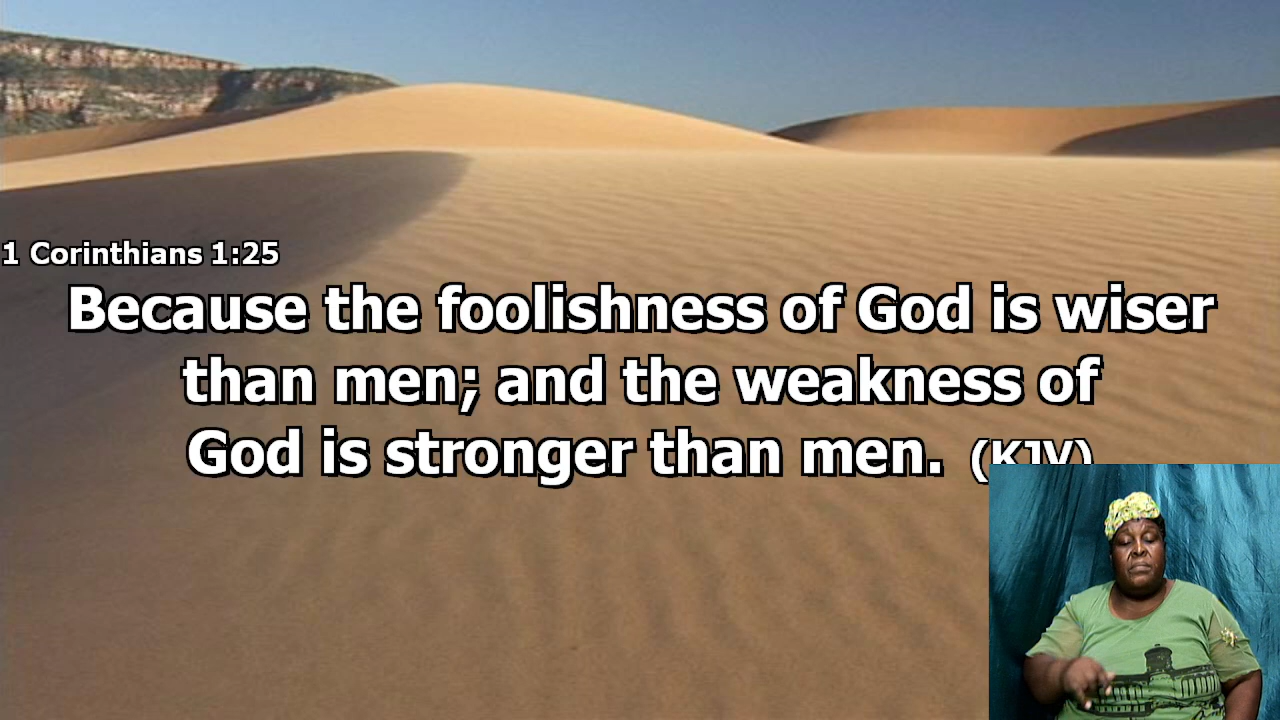 1 Corinthians 1:25
Because the foolishness of God is wiser
than men; and the weakness of
God is stronger than men. (KJV)